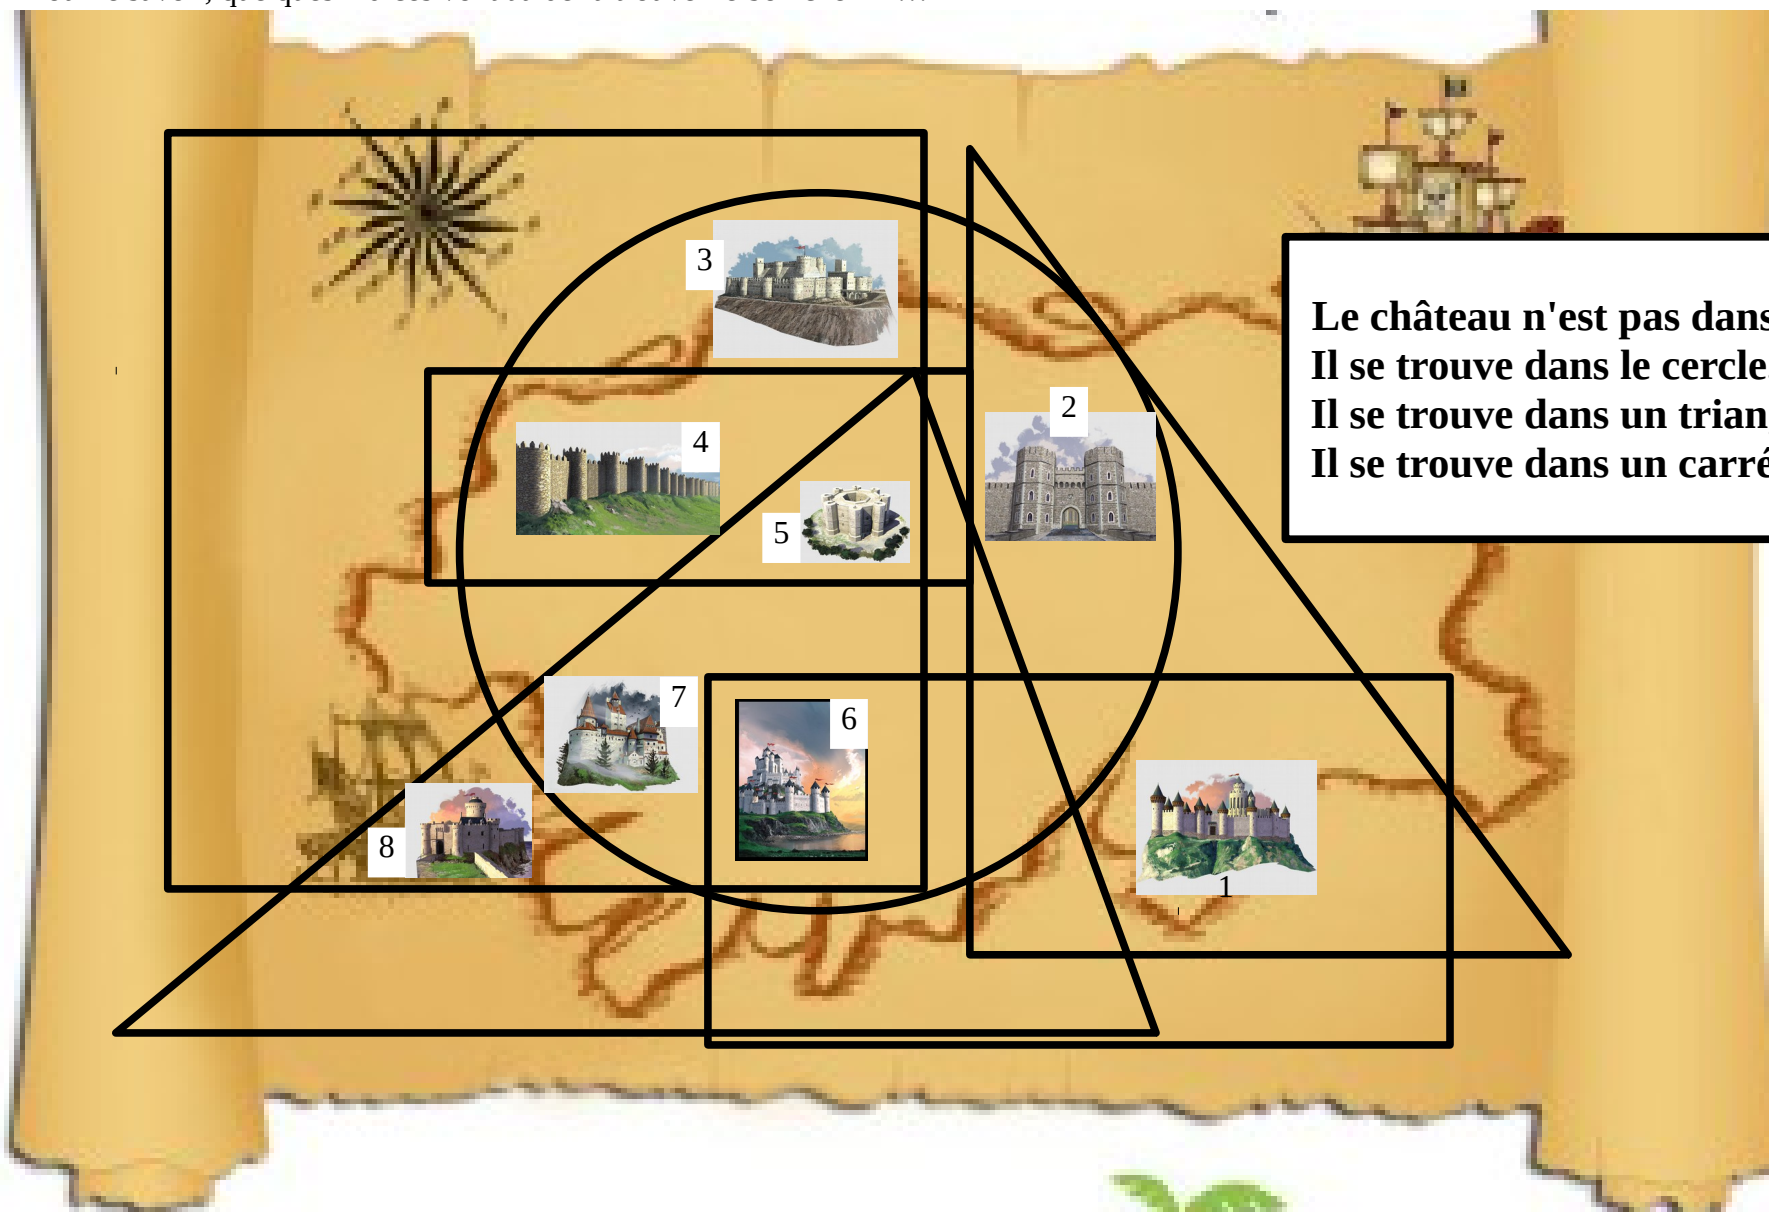 3
Le château n'est pas dans
Il se trouve dans le cercle.
Il se trouve dans un trian
Il se trouve dans un carré
2
4
5
7
6
8
1